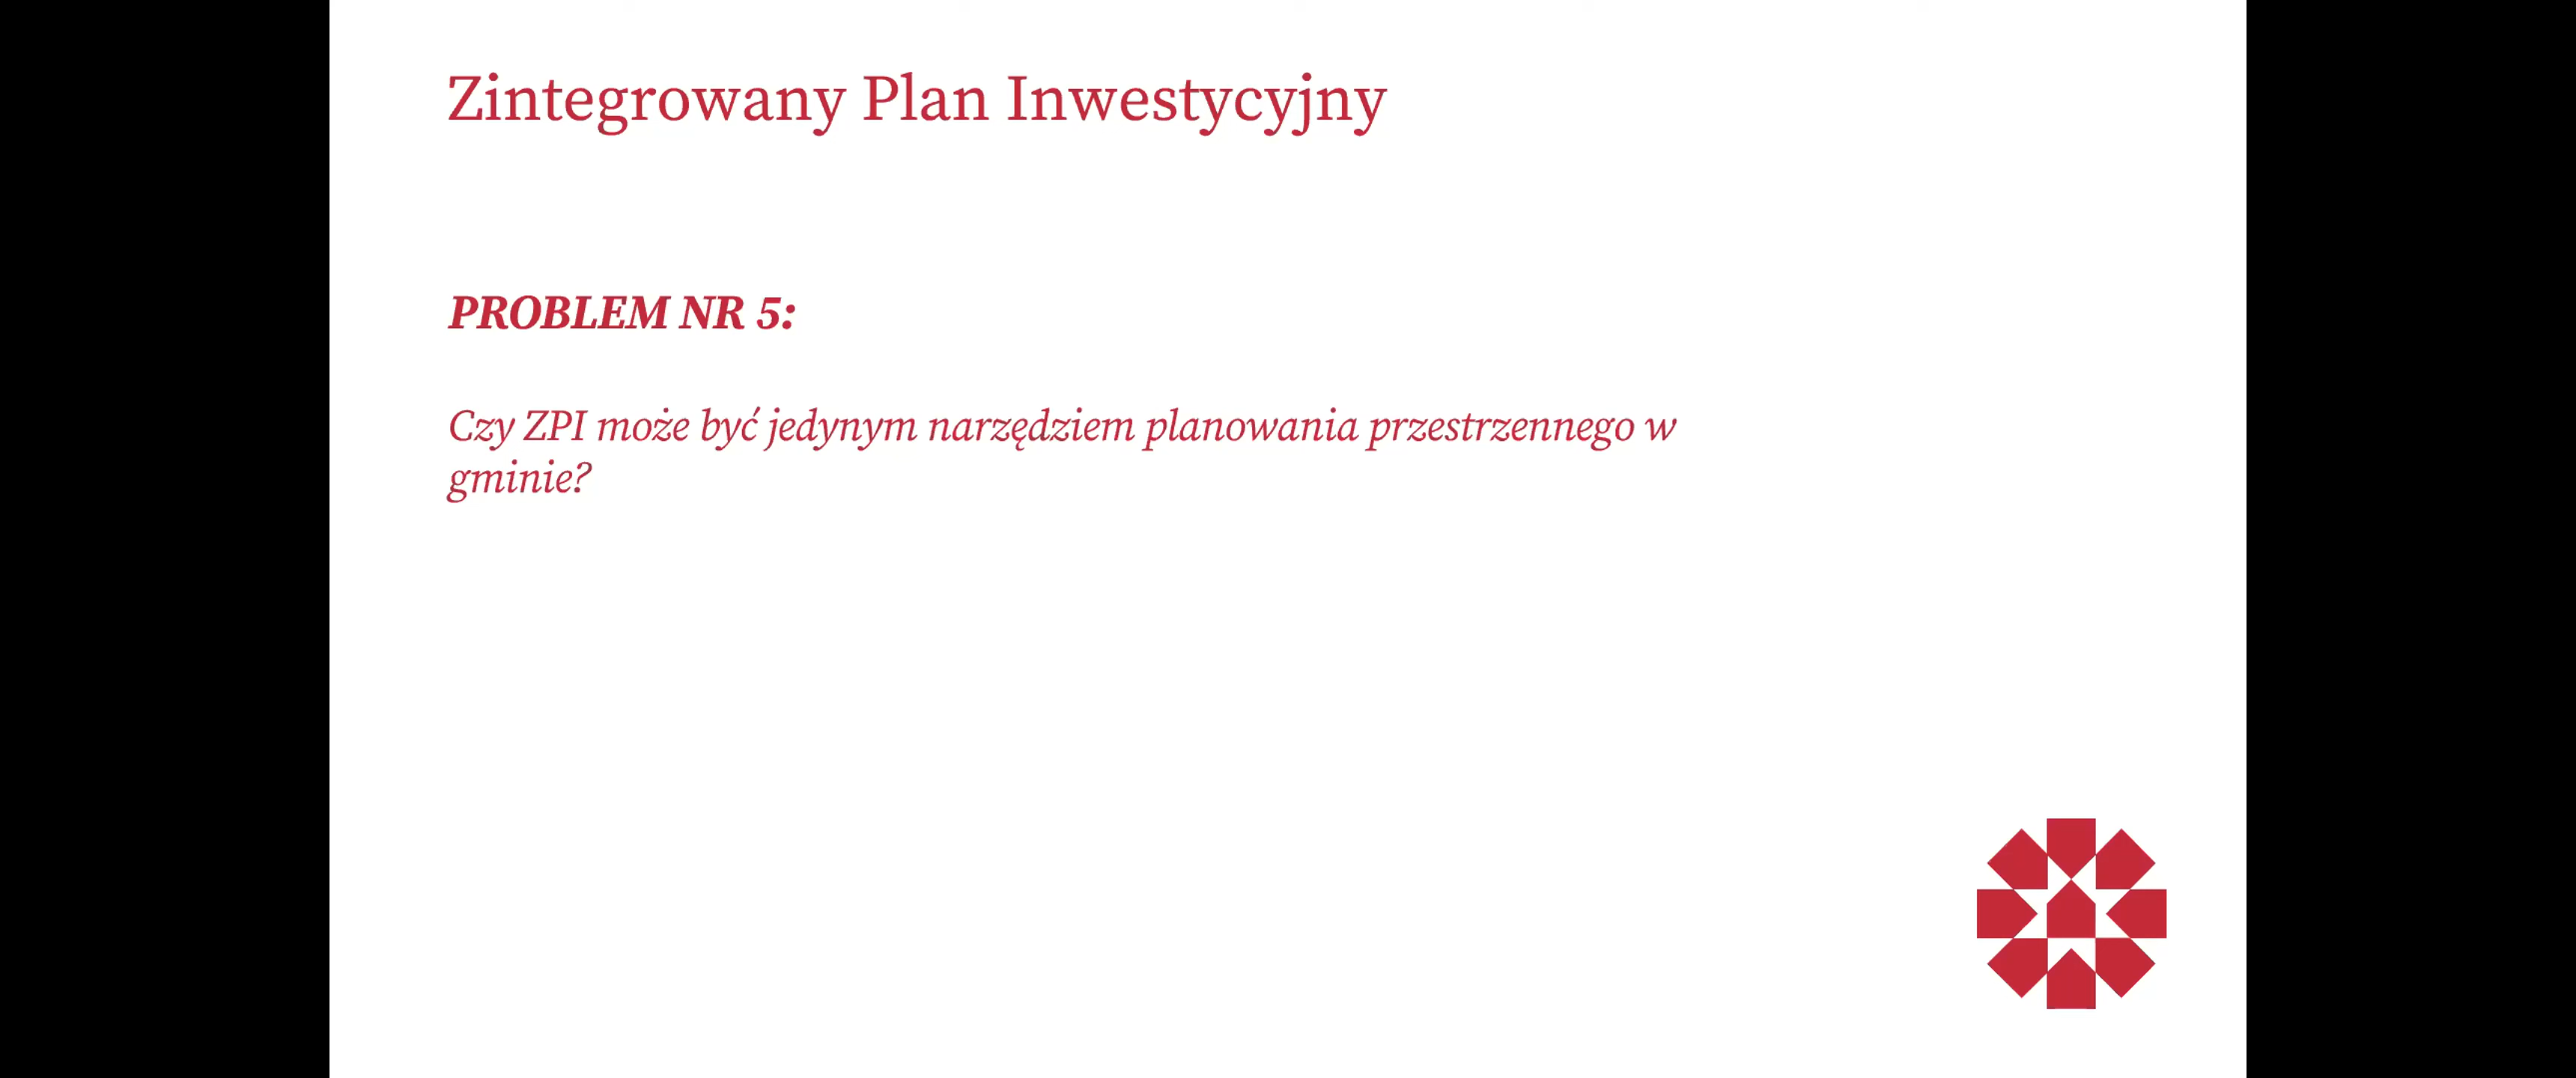 Zintegrowany Plan Inwestycyjny
PROBLEM NR 5:
Czy ZPI może być jedynym narzędziem planowania przestrzennego w
gminie?